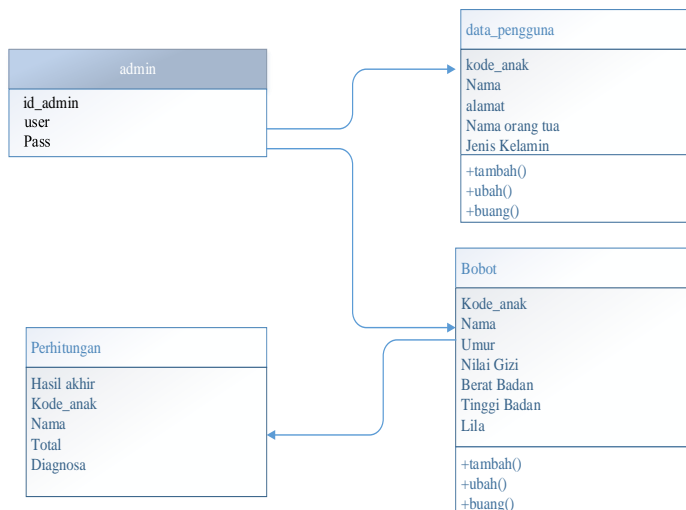 admin
id_admin
user
Pass
data_pengguna
kode_anak
Nama
alamat
Nama orang tua
Jenis Kelamin
+tambah()
+ubah()
+buang()
Bobot
Kode_anak
Nama
Umur
Nilai Gizi
Berat Badan
Tinggi Badan
Lila
+tambah()
+ubah()
+buang()
Perhitungan
Hasil akhir
Kode_anak
Nama
Total
Diagnosa